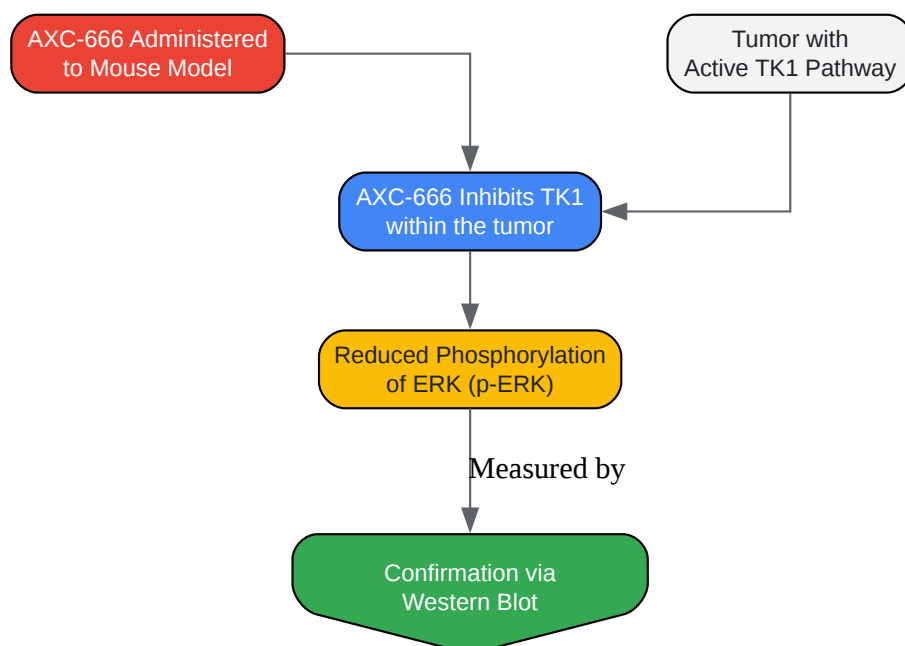 AXC-666 Administered
to Mouse Model
Tumor with
Active TK1 Pathway
AXC-666 Inhibits TK1
within the tumor
Reduced Phosphorylation
of ERK (p-ERK)
Measured by
Confirmation via
Western Blot